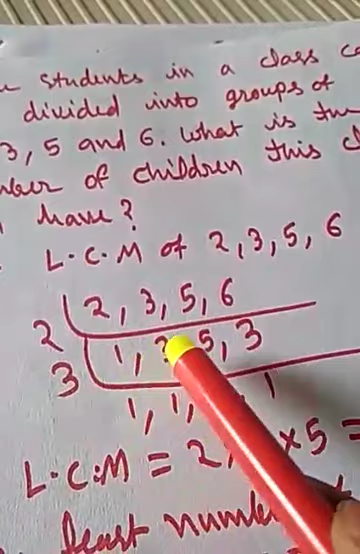 students in a class
divided into groups of
3, 5 and 6. What is the
of children this
have?
L.C.M of 2, 3, 5, 6
2 2, 3, 5, 6
3 1, 5, 3
1, 1, 1
L.C.M = 2, ×5 =
least number